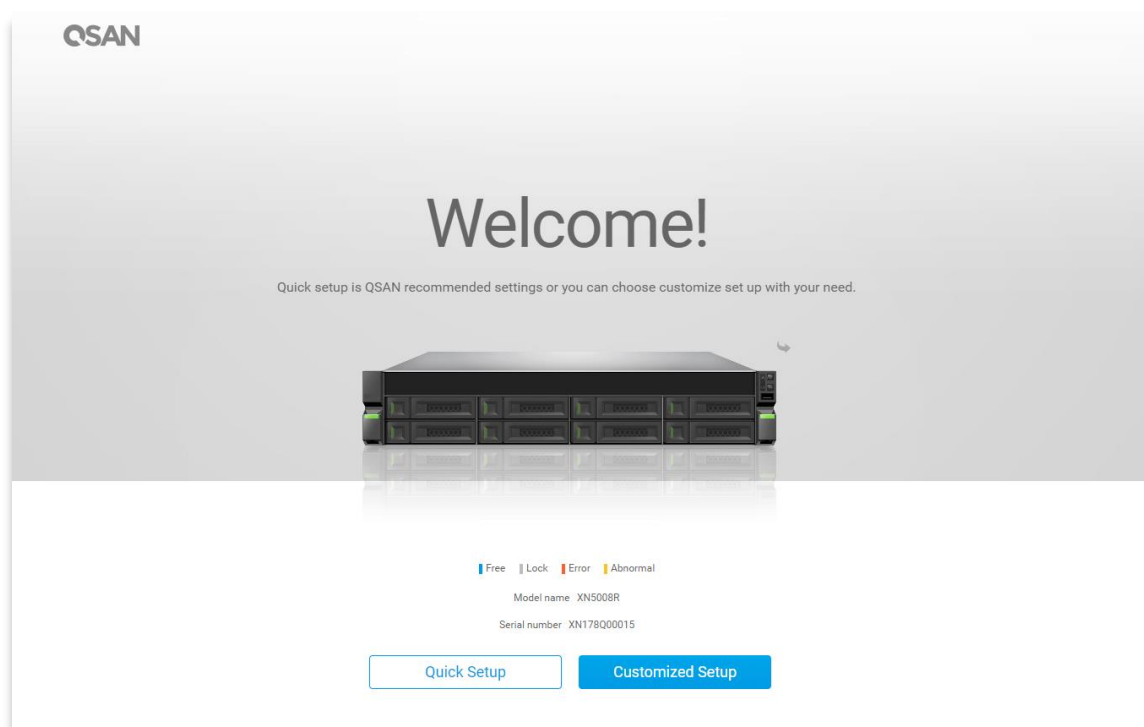 QSAN
Welcome!
Quick setup is QSAN recommended settings or you can choose customize set up with your need.
Free Lock Error Abnormal
Model name XN5008R
Serial number XN178Q00015
Quick Setup Customized Setup